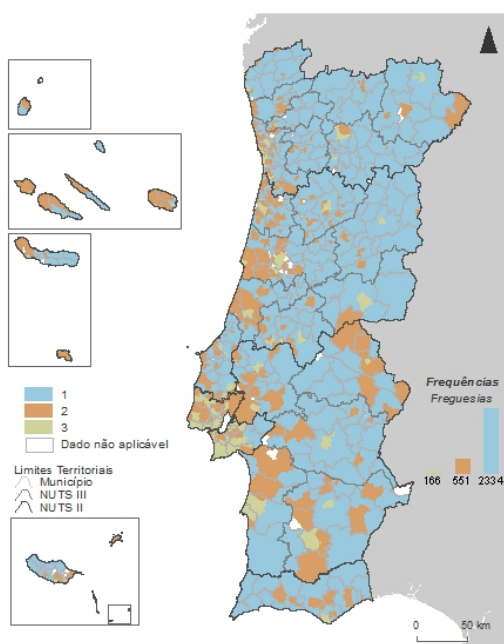 1
2
3
Dado não aplicável
Limites Territoriais
Município
NUTS III
NUTS II
Frequências
Freguesias
166 551 2334
0 50 km